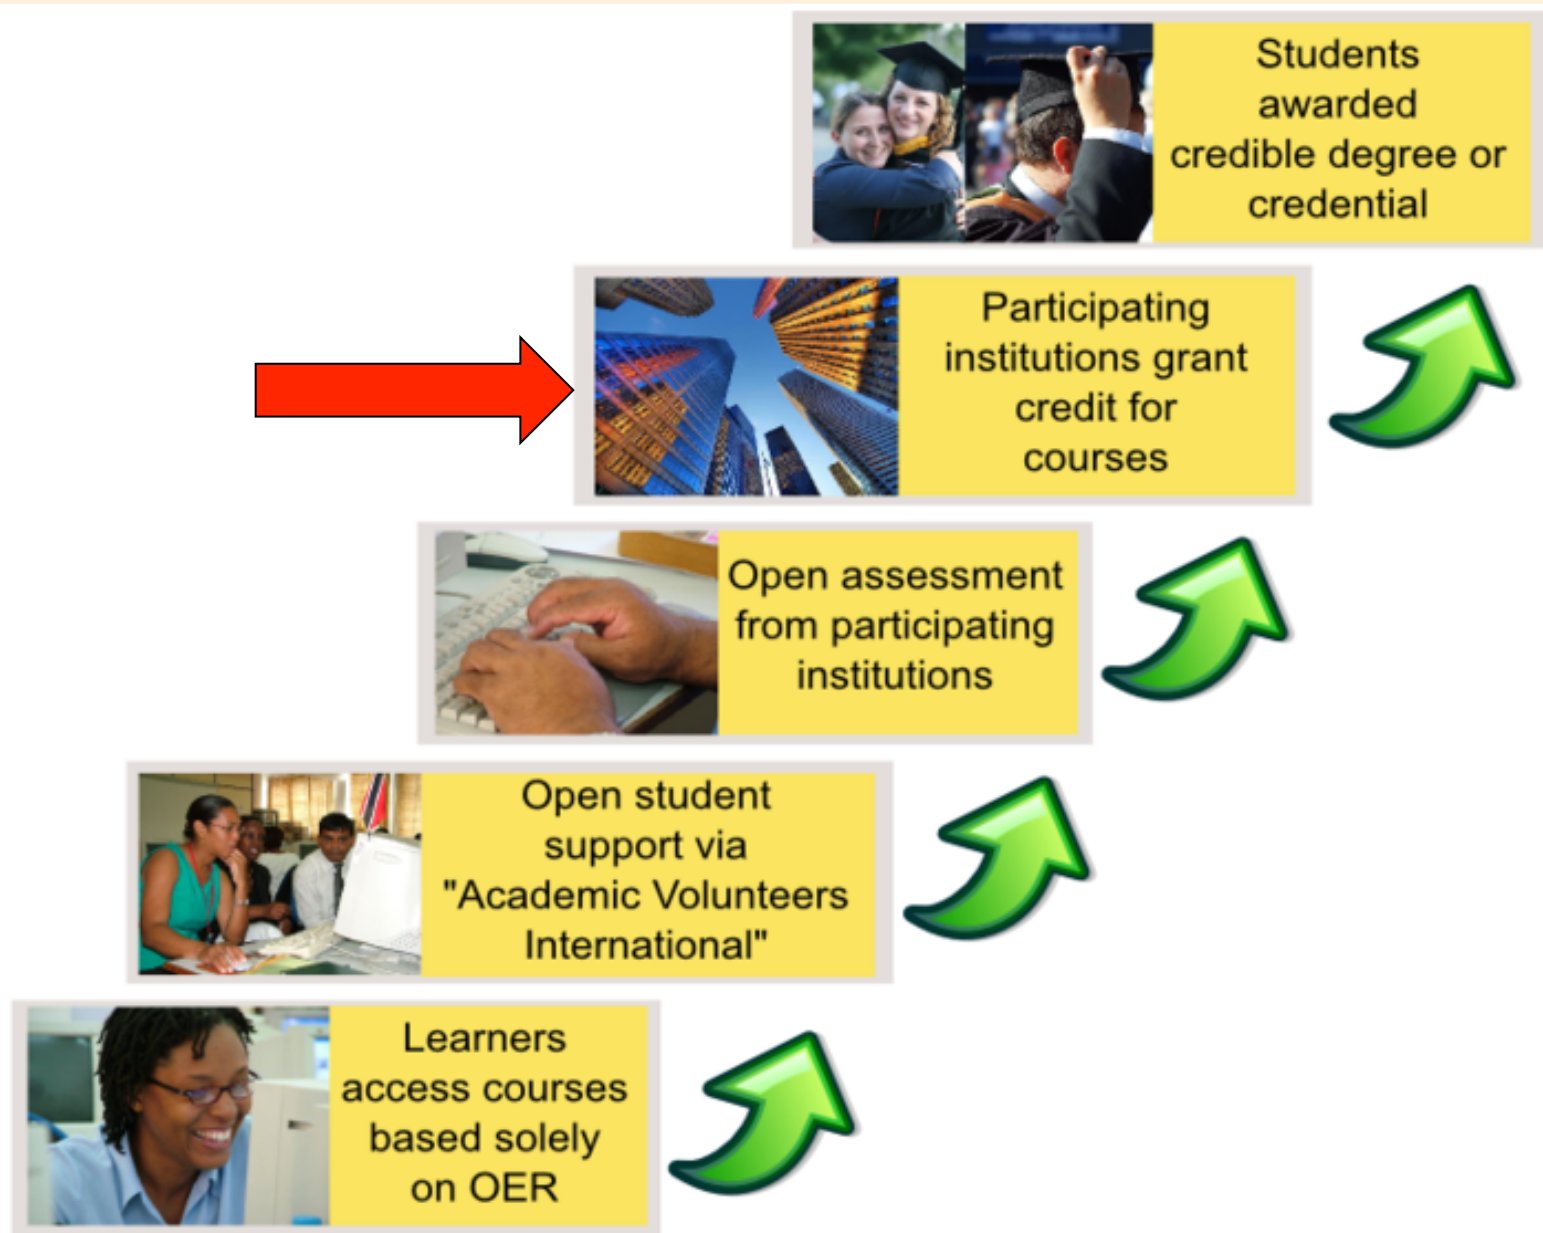 Students
awarded
credible degree or
credential
Participating
institutions grant
credit for
courses
Open assessment
from participating
institutions
Open student
support via
"Academic Volunteers
International"
Learners
access courses
based solely
on OER